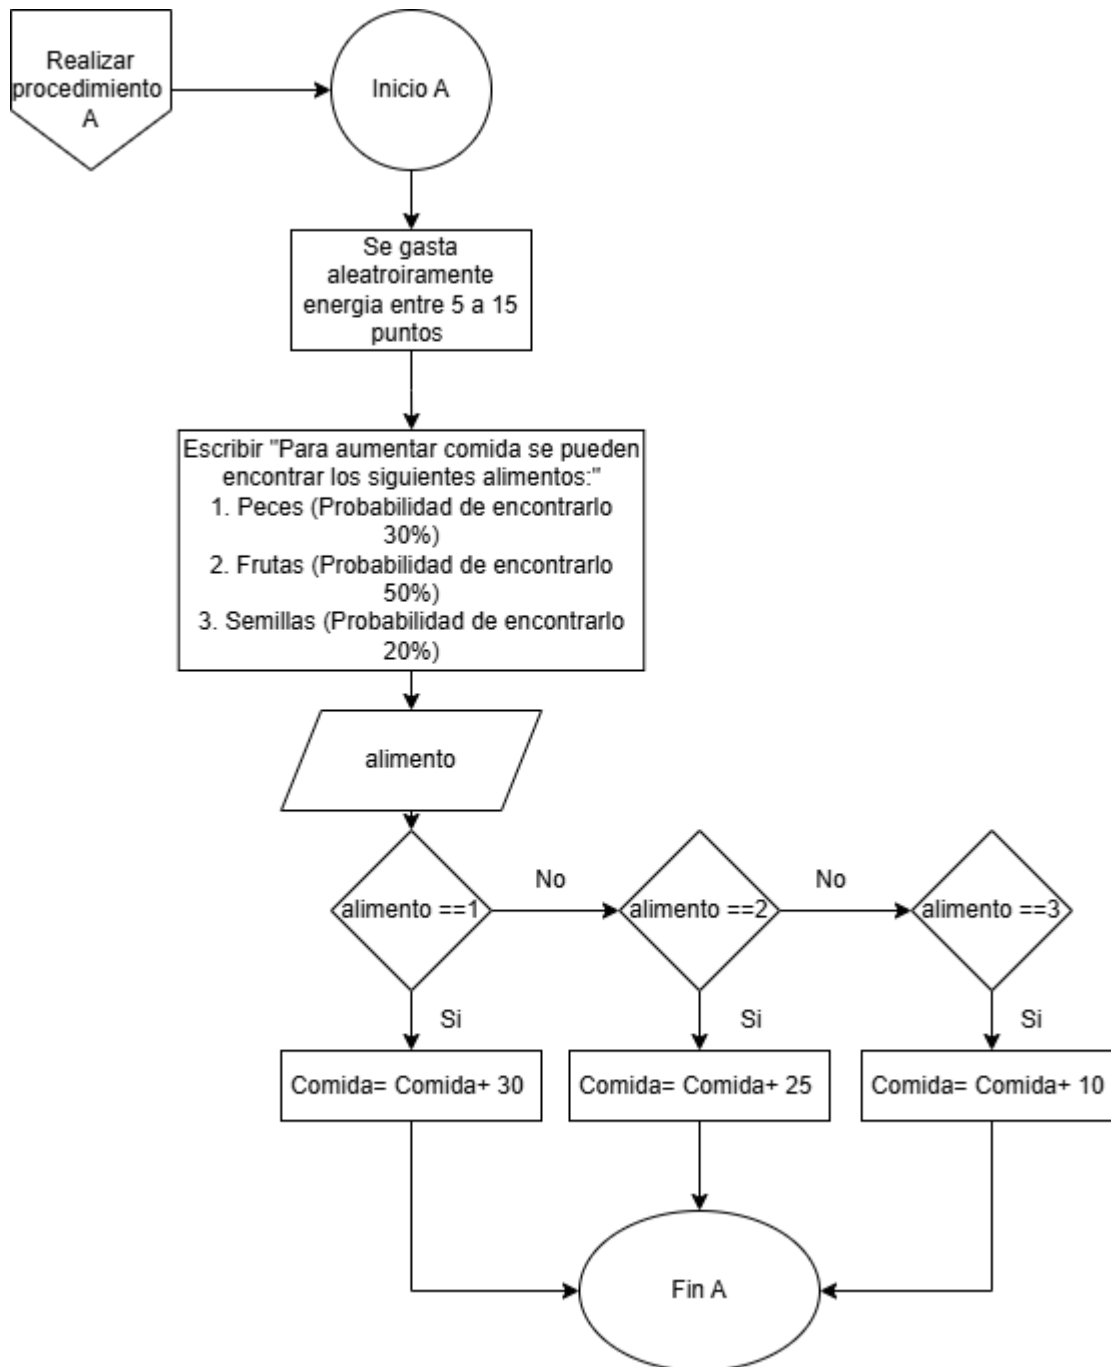 Realizar
procedimiento
A
Inicio A
Se gasta
aleatroiramente
energia entre 5 a 15
puntos
Escribir "Para aumentar comida se pueden
encontrar los siguientes alimentos:"
1. Peces (Probabilidad de encontrarlo
30%)
2. Frutas (Probabilidad de encontrarlo
50%)
3. Semillas (Probabilidad de encontrarlo
20%)
alimento
alimento ==1
No
alimento ==2
No
alimento ==3
Si
Si
Si
Comida= Comida+ 30
Comida= Comida+ 25
Comida= Comida+ 10
Fin A